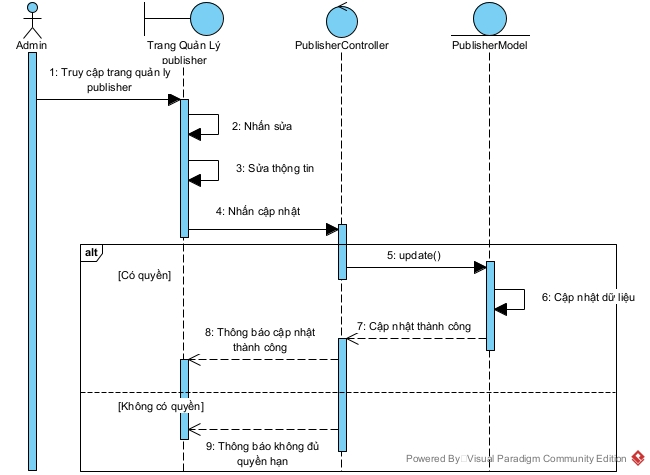 Admin
Trang Quản Lý
publisher
PublisherController
PublisherModel
1: Truy cập trang quản lý
publisher
2: Nhấn sửa
3: Sửa thộng tin
4: Nhấn cập nhật
alt
5: update()
[Có quyền]
6: Cập nhật dữ liệu
7: Cập nhật thành công
8: Thông báo cập nhật
thành công
[Không có quyền]
9: Thông báo không đủ
quyền hạn
Powered By Visual Paradigm Community Edition